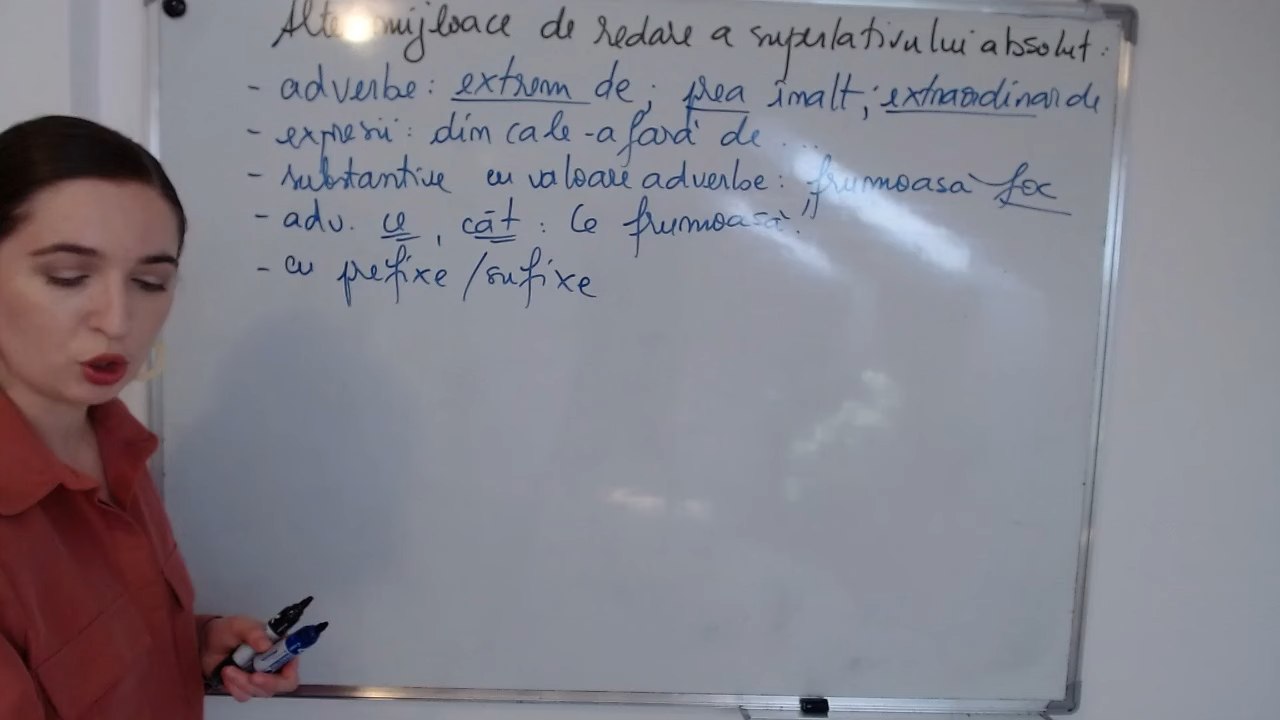 Alte mijloace de redare a superlativului absolut:
- adverbe: extrem de; prea înalt; extraordinar de
- expresii: din cale-afară de ...
- substantive cu valoare adverbe: frumoasă foc
- adv. ce, cât: Ce frumoasă!!
- cu prefixe/sufixe